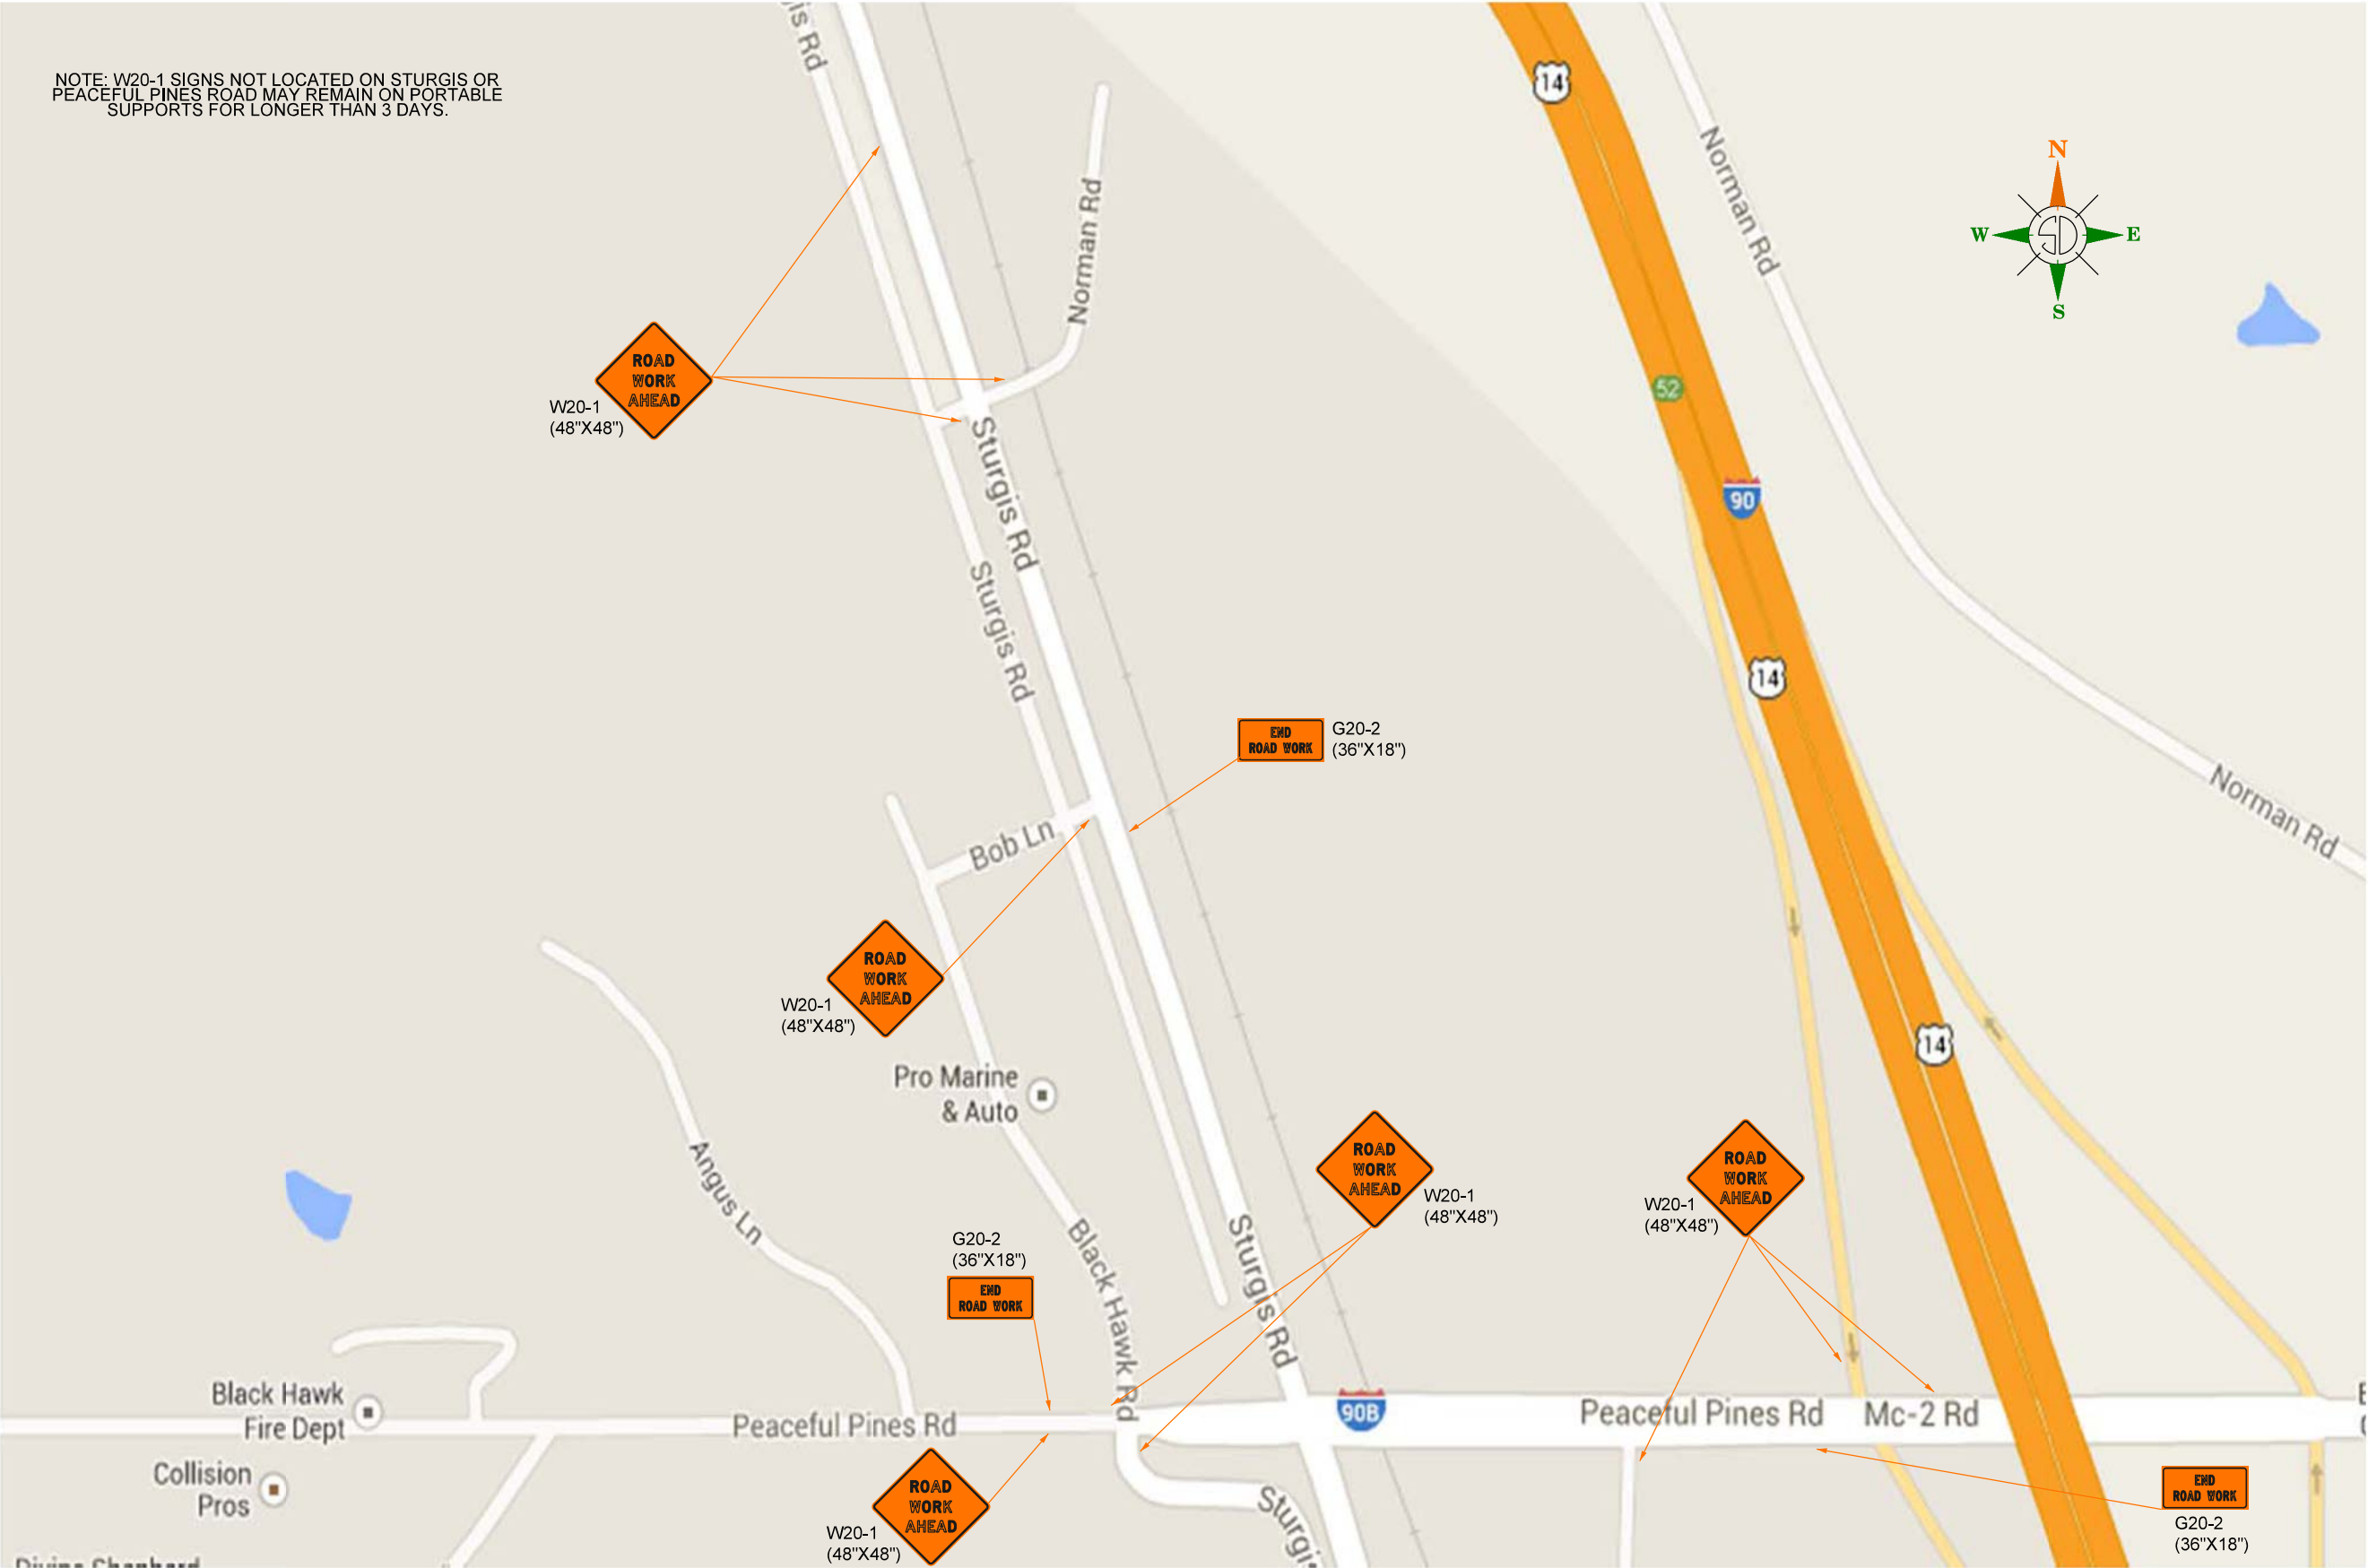 gis Rd
NOTE: W20-1 SIGNS NOT LOCATED ON STURGIS OR
PEACEFUL PINES ROAD MAY REMAIN ON PORTABLE
SUPPORTS FOR LONGER THAN 3 DAYS.
14
Norman Rd
N
W
E
S
Norman Rd
ROAD
WORK
AHEAD
W20-1
(48"X48")
52
Sturgis Rd
90
Sturgis Rd
14
END
ROAD WORK
G20-2
(36"X18")
Norman Rd
Bob Ln
ROAD
WORK
AHEAD
W20-1
(48"X48")
14
Pro Marine
& Auto
Angus Ln
ROAD
WORK
AHEAD
W20-1
(48"X48")
ROAD
WORK
AHEAD
W20-1
(48"X48")
Black Hawk Rd
Sturgis Rd
G20-2
(36"X18")
END
ROAD WORK
Black Hawk
Fire Dept
Peaceful Pines Rd
90B
Peaceful Pines Rd
Mc-2 Rd
Collision
Pros
ROAD
WORK
AHEAD
W20-1
(48"X48")
Sturgis
END
ROAD WORK
G20-2
(36"X18")